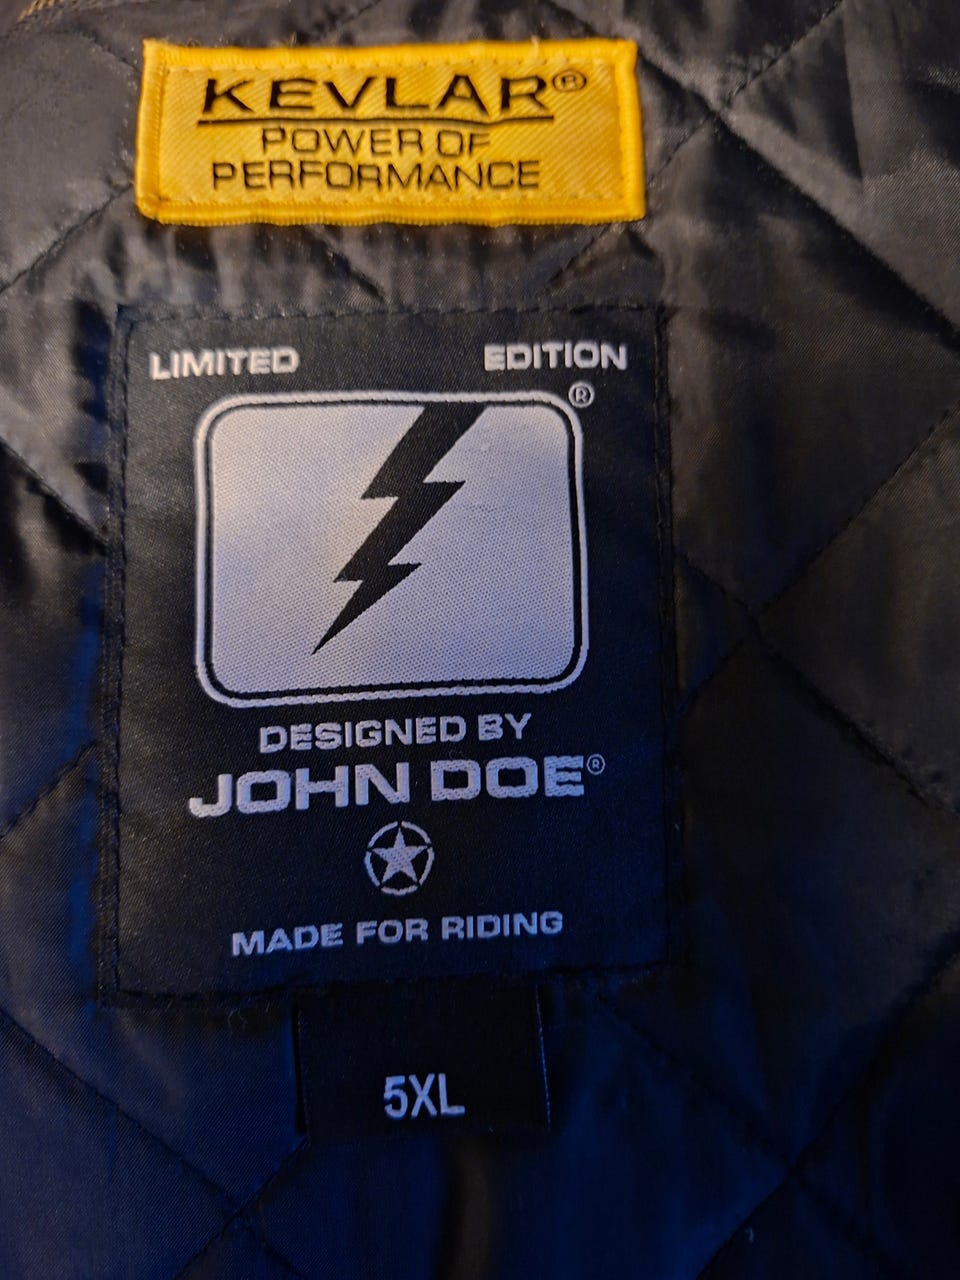 KEVLAR®
POWER OF
PERFORMANCE
LIMITED EDITION
®
DESIGNED BY
JOHN DOE®
MADE FOR RIDING
5XL